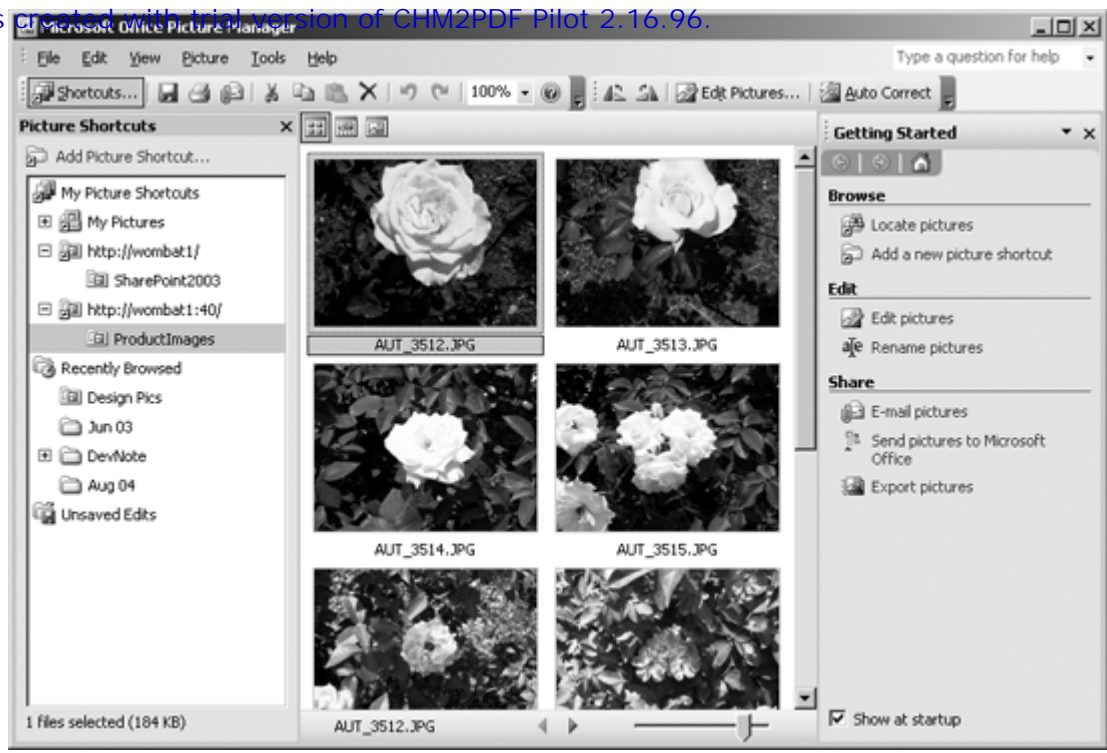 s created with trial version of CHM2PDF Pilot 2.16.96.
Microsoft Office Picture Manager
File Edit View Picture Tools Help
Type a question for help
Shortcuts...
100%
Edit Pictures...
Auto Correct
Picture Shortcuts
Add Picture Shortcut...
My Picture Shortcuts
My Pictures
http://wombat1/
SharePoint2003
http://wombat1:40/
ProductImages
Recently Browsed
Design Pics
Jun 03
DevNote
Aug 04
Unsaved Edits
1 files selected (184 KB)
AUT_3512.JPG
AUT_3513.JPG
AUT_3514.JPG
AUT_3515.JPG
AUT_3512.JPG
Getting Started
Browse
Locate pictures
Add a new picture shortcut
Edit
Edit pictures
Rename pictures
Share
E-mail pictures
Send pictures to Microsoft
Office
Export pictures
Show at startup